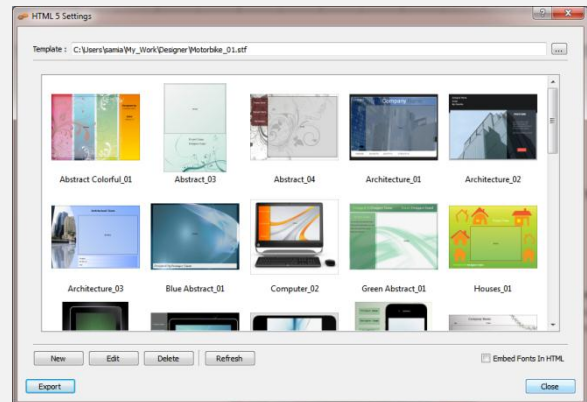 HTML 5 Settings
Template : C:\Users\samia\My_Work\Designer\Motorbike_01.stf
...
Company
Abstract Colorful_01
Abstract_03
Abstract_04
Architecture_01
Architecture_02
Architecture_03
Blue Abstract_01
Computer_02
Green Abstract_01
Houses_01
New
Edit
Delete
Refresh
Embed Fonts In HTML
Export
Close